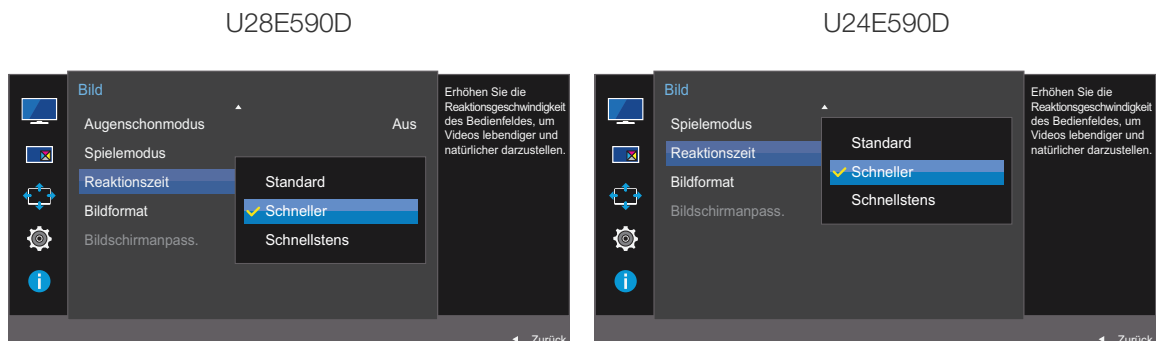 U28E590D
Bild
Augenschonmodus Aus
Spielemodus
Reaktionszeit
Bildformat
Bildschirmanpass.
Standard
Schneller
Schnellstens
Erhöhen Sie die
Reaktionsgeschwindigkeit
des Bedienfeldes, um
Videos lebendiger und
natürlicher darzustellen.
Zurück
U24E590D
Bild
Spielemodus
Reaktionszeit
Bildformat
Bildschirmanpass.
Standard
Schneller
Schnellstens
Erhöhen Sie die
Reaktionsgeschwindigkeit
des Bedienfeldes, um
Videos lebendiger und
natürlicher darzustellen.
Zurück